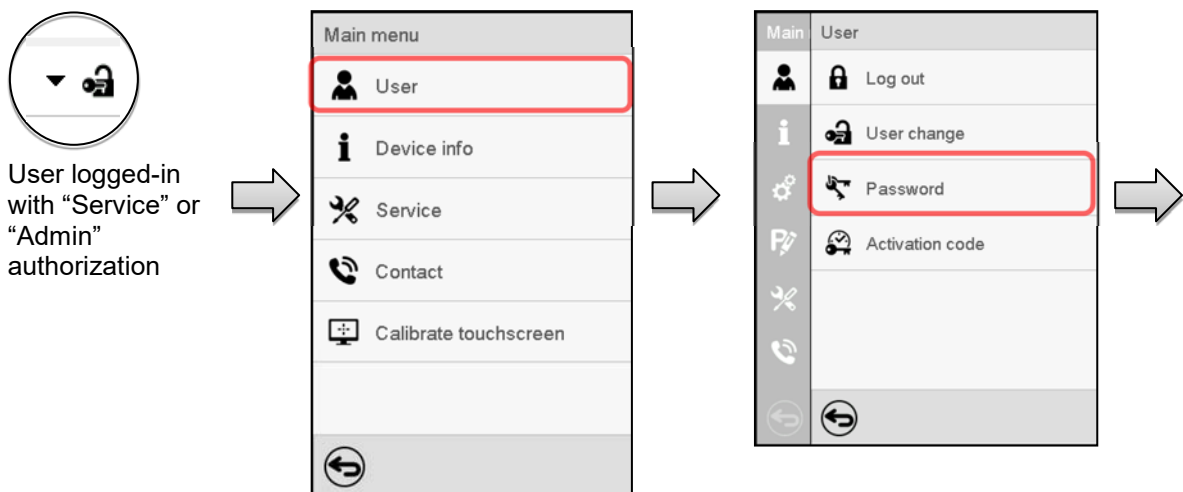 User logged-in
with “Service” or
“Admin”
authorization
Main menu
User
Device info
Service
Contact
Calibrate touchscreen
Main
User
Log out
User change
Password
Activation code